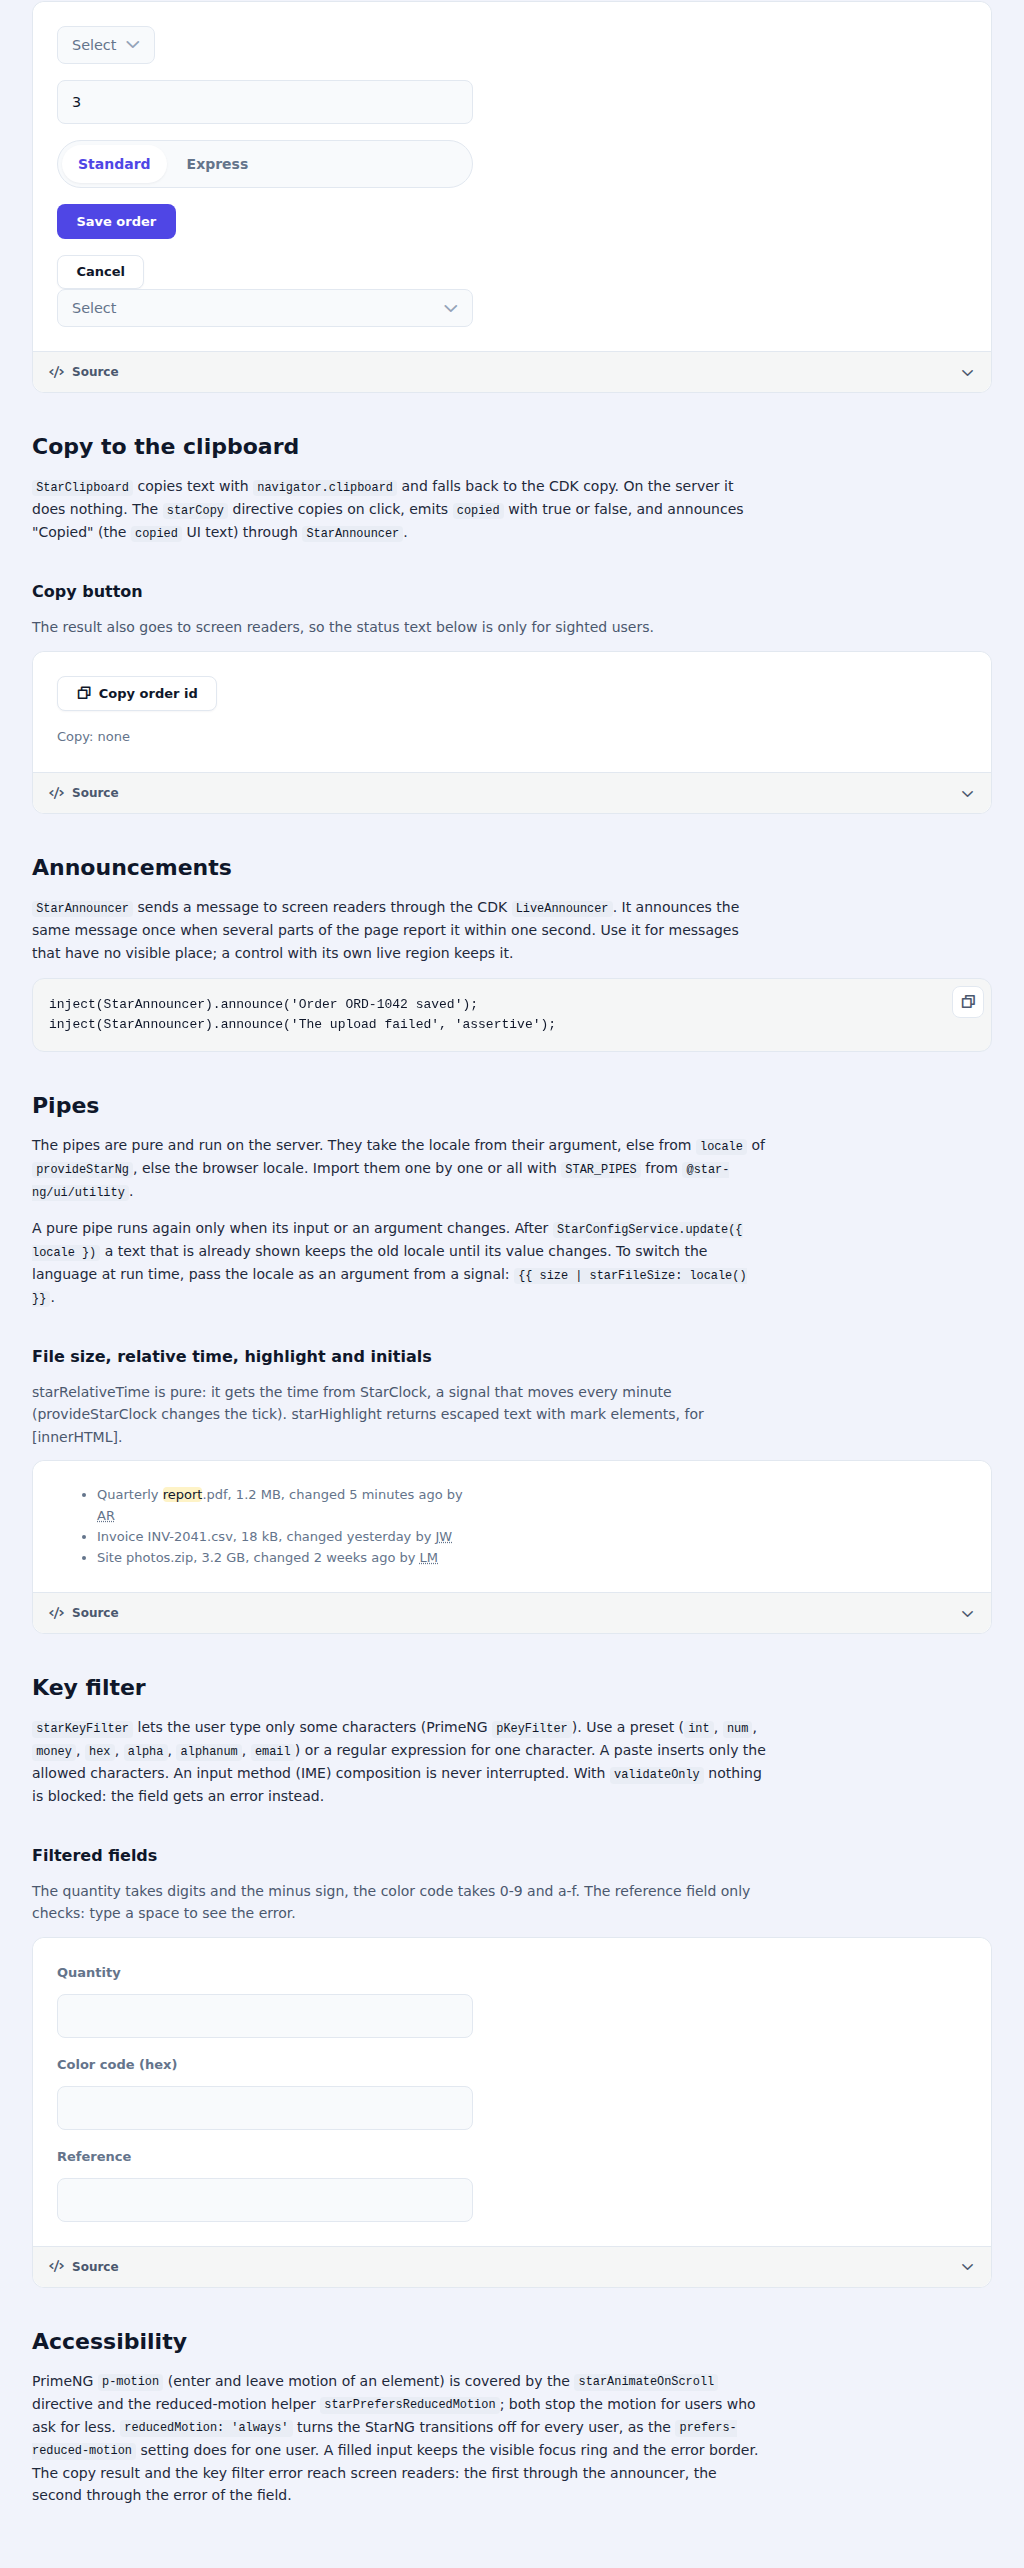 Select
3
Standard Express
Save order
Cancel
Select
Source
Copy to the clipboard
StarClipboard copies text with navigator.clipboard and falls back to the CDK copy. On the server it
does nothing. The starCopy directive copies on click, emits copied with true or false, and announces
"Copied" (the copied UI text) through StarAnnouncer.
Copy button
The result also goes to screen readers, so the status text below is only for sighted users.
Copy order id
Copy: none
Source
Announcements
StarAnnouncer sends a message to screen readers through the CDK LiveAnnouncer. It announces the
same message once when several parts of the page report it within one second. Use it for messages
that have no visible place; a control with its own live region keeps it.
inject(StarAnnouncer).announce('Order ORD-1042 saved');
inject(StarAnnouncer).announce('The upload failed', 'assertive');
Pipes
The pipes are pure and run on the server. They take the locale from their argument, else from locale of
provideStarNg, else the browser locale. Import them one by one or all with STAR_PIPES from @star-
ng/ui/utility.
A pure pipe runs again only when its input or an argument changes. After StarConfigService.update({
locale }) a text that is already shown keeps the old locale until its value changes. To switch the
language at run time, pass the locale as an argument from a signal: {{ size | starFileSize: locale()
}}.
File size, relative time, highlight and initials
starRelativeTime is pure: it gets the time from StarClock, a signal that moves every minute
(provideStarClock changes the tick). starHighlight returns escaped text with mark elements, for
[innerHTML].
• Quarterly report.pdf, 1.2 MB, changed 5 minutes ago by
AR
• Invoice INV-2041.csv, 18 kB, changed yesterday by JW
• Site photos.zip, 3.2 GB, changed 2 weeks ago by LM
Source
Key filter
starKeyFilter lets the user type only some characters (PrimeNG pKeyFilter). Use a preset (int, num,
money, hex, alpha, alphanum, email) or a regular expression for one character. A paste inserts only the
allowed characters. An input method (IME) composition is never interrupted. With validateOnly nothing
is blocked: the field gets an error instead.
Filtered fields
The quantity takes digits and the minus sign, the color code takes 0-9 and a-f. The reference field only
checks: type a space to see the error.
Quantity
Color code (hex)
Reference
Source
Accessibility
PrimeNG p-motion (enter and leave motion of an element) is covered by the starAnimateOnScroll
directive and the reduced-motion helper starPrefersReducedMotion; both stop the motion for users who
ask for less. reducedMotion: 'always' turns the StarNG transitions off for every user, as the prefers-
reduced-motion setting does for one user. A filled input keeps the visible focus ring and the error border.
The copy result and the key filter error reach screen readers: the first through the announcer, the
second through the error of the field.